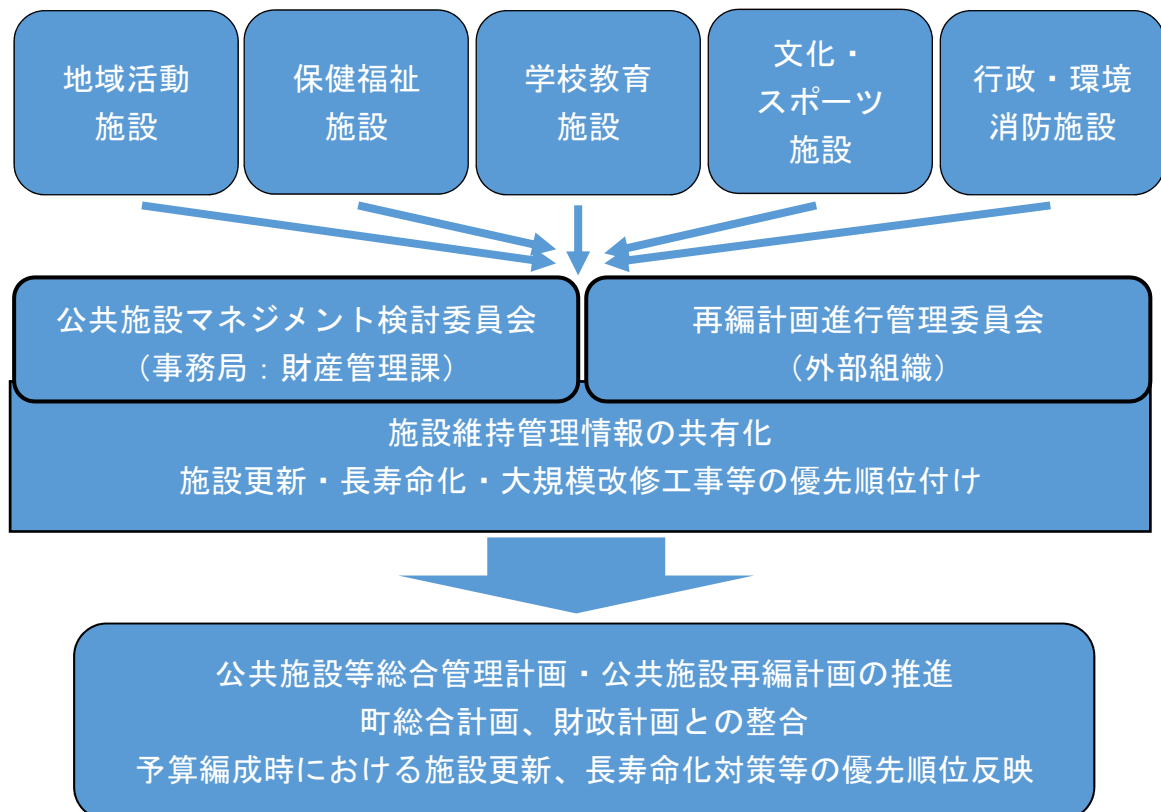 地域活動
施設
保健福祉
施設
学校教育
施設
文化・
スポーツ
施設
行政・環境
消防施設
公共施設マネジメント検討委員会
（事務局：財産管理課）
再編計画進行管理委員会
（外部組織）
施設維持管理情報の共有化
施設更新・長寿命化・大規模改修工事等の優先順位付け
公共施設等総合管理計画・公共施設再編計画の推進
町総合計画、財政計画との整合
予算編成時における施設更新、長寿命化対策等の優先順位反映